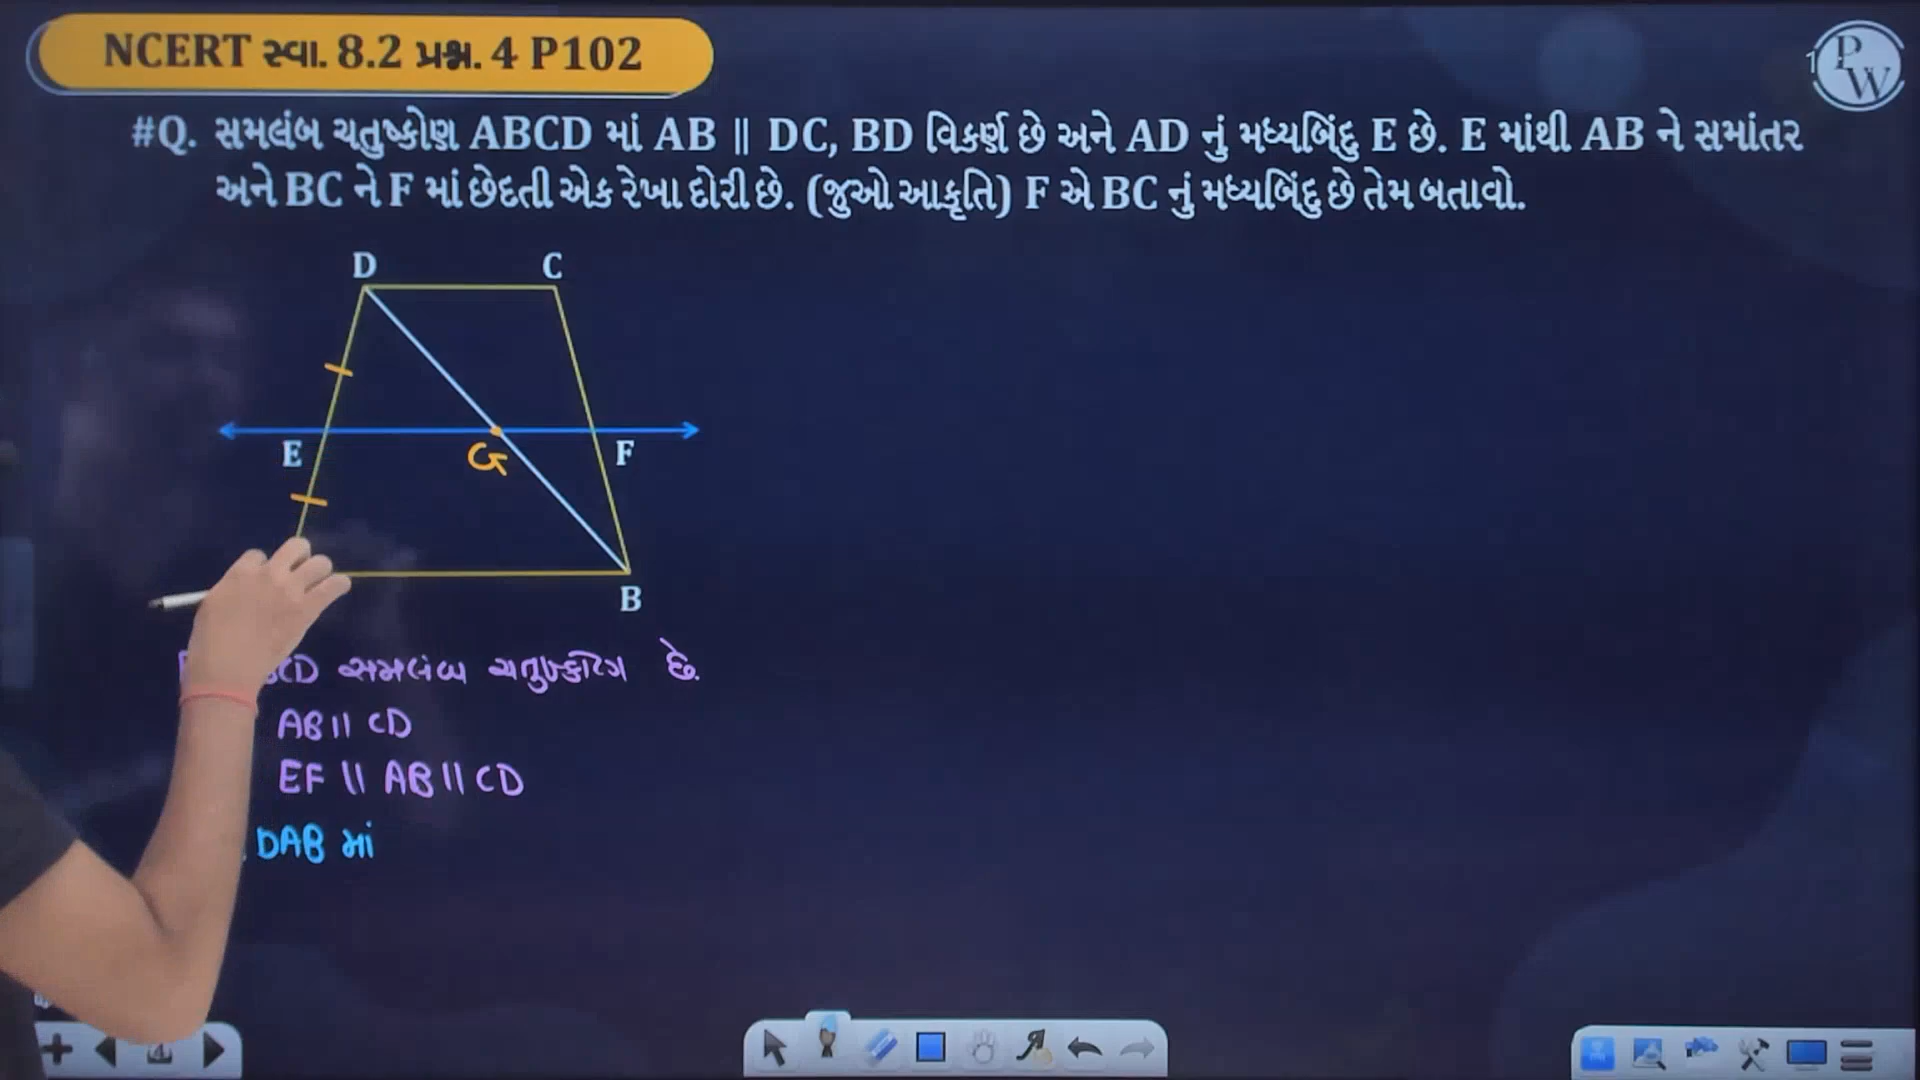 NCERT સ્વા. 8.2 પ્રશ્ન. 4 P102
PW
#Q. સમલંબ ચતુષ્કોણ ABCD માં AB || DC, BD વિકર્ણ છે અને AD નું મધ્યબિંદુ E છે. E માંથી AB ને સમાંતર
અને BC ને F માં છેદતી એક રેખા દોરી છે. (જુઓ આકૃતિ) F એ BC નું મધ્યબિંદુ છે તેમ બતાવો.
D C
E G F
B
CD સમલંબ ચતુષ્કોણ છે.
AB || CD
EF || AB || CD
DAB માં
4